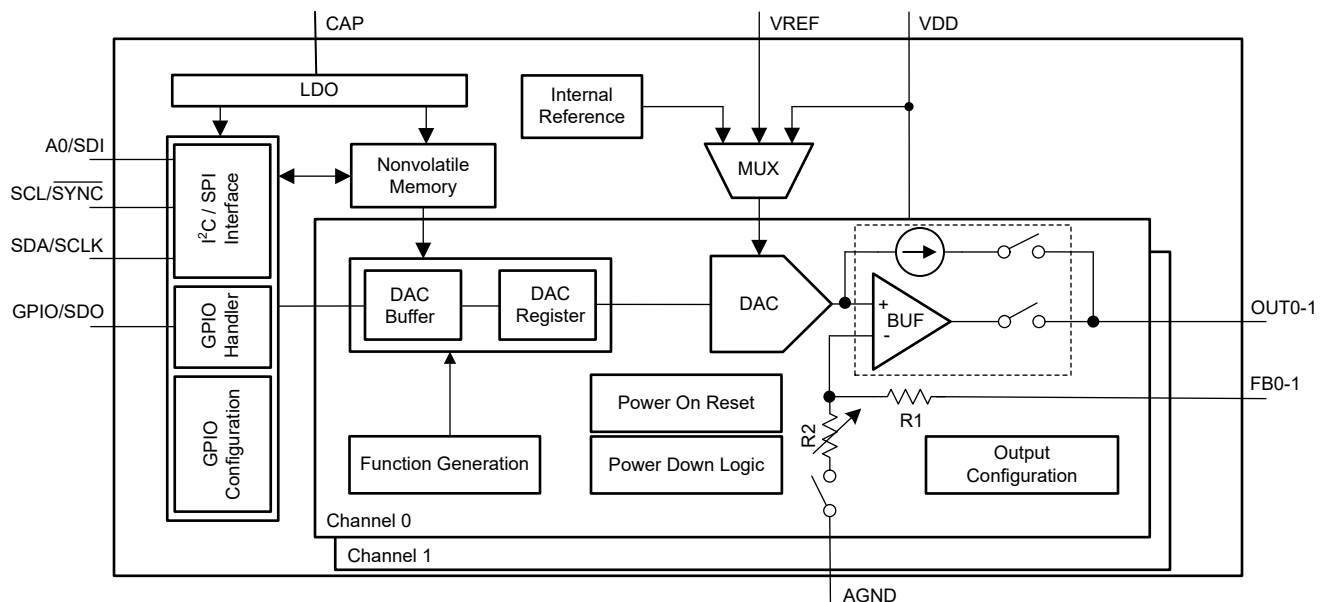 CAP
VREF
VDD
LDO
Internal
Reference
A0/SDI
SCL/SYNC
SDA/SCLK
GPIO/SDO
I2C / SPI
Interface
Nonvolatile
Memory
MUX
DAC
Buffer
DAC
Register
DAC
+
BUF
-
OUT0-1
FB0-1
GPIO
Handler
GPIO
Configuration
Function Generation
Power On Reset
Power Down Logic
R2
R1
Output
Configuration
Channel 0
Channel 1
AGND